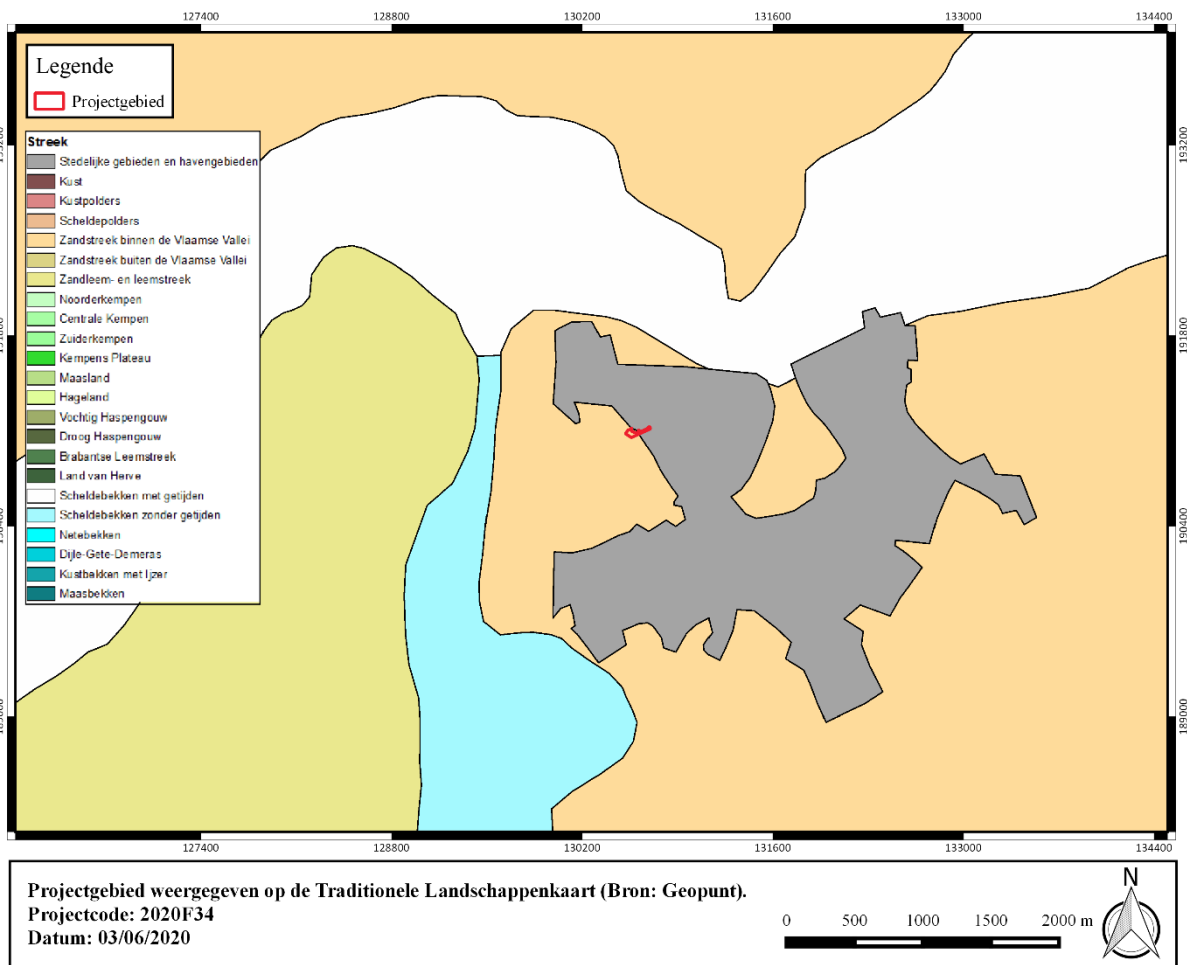 127400 128800 130200 131600 133000 134400
Legende
Projectgebied
Streek
Stedelijke gebieden en havengebieden
Kust
Kustpolders
Scheldepolders
Zandstreek binnen de Vlaamse Vallei
Zandstreek buiten de Vlaamse Vallei
Zandleem- en leemstreek
Noorderkempen
Centrale Kempen
Zuiderkempen
Kempens Plateau
Maasland
Hageland
Vochtig Haspengouw
Droog Haspengouw
Brabantse Leemstreek
Land van Herve
Scheldebekken met getijden
Scheldebekken zonder getijden
Netebekken
Dijle-Gete-Demeras
Kustbekken met Ijzer
Maasbekken
193200
191800
190400
189000
193200
191800
190400
189000
127400 128800 130200 131600 133000 134400
Projectgebied weergegeven op de Traditionele Landschappenkaart (Bron: Geopunt).
Projectcode: 2020F34
Datum: 03/06/2020
0 500 1000 1500 2000 m
N